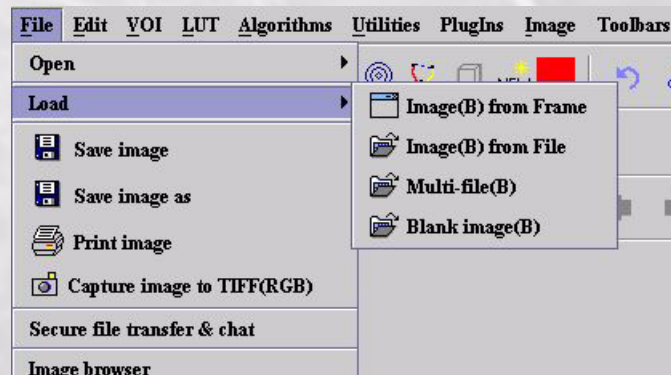 File Edit VOI LUT Algorithms Utilities PlugIns Image Toolbars
Open
Load
Image(B) from Frame
Image(B) from File
Multi-file(B)
Blank image(B)
Save image
Save image as
Print image
Capture image to TIFF(RGB)
Secure file transfer & chat
Image browser